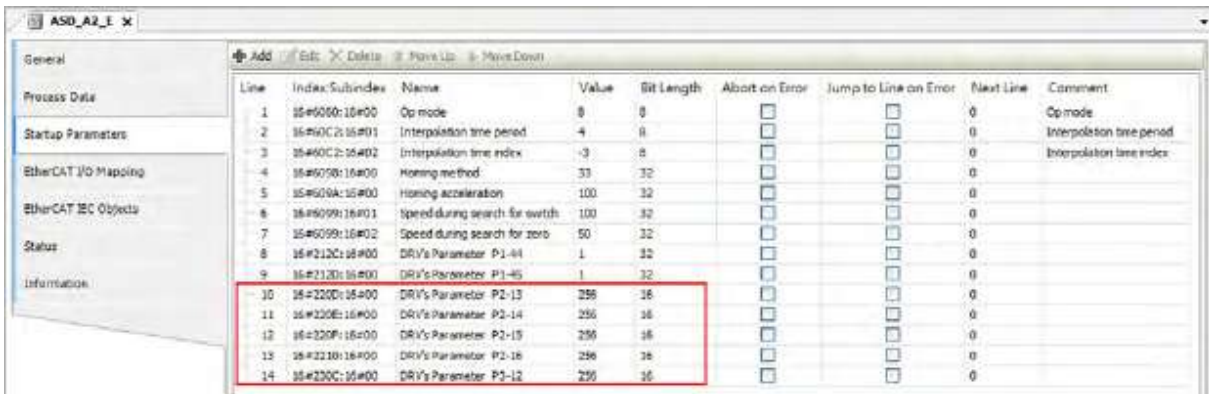 ASD_A2_E
General
Process Data
Startup Parameters
EtherCAT I/O Mapping
EtherCAT IEC Objects
Status
Information
Add Edit Delete Move Up Move Down
Line Index:Subindex Name Value Bit Length Abort on Error Jump to Line on Error Next Line Comment
1 16#6060:16#00 Op mode 8 8 0 Op mode
2 16#60C2:16#01 Interpolation time period 4 8 0 Interpolation time period
3 16#60C2:16#02 Interpolation time index -3 8 0 Interpolation time index
4 16#6098:16#00 Homing method 33 32 0
5 16#609A:16#00 Homing acceleration 100 32 0
6 16#6099:16#01 Speed during search for switch 100 32 0
7 16#6099:16#02 Speed during search for zero 50 32 0
8 16#212C:16#00 DRV's Parameter P1-44 1 32 0
9 16#212D:16#00 DRV's Parameter P1-45 1 32 0
10 16#220D:16#00 DRV's Parameter P2-13 256 16 0
11 16#220E:16#00 DRV's Parameter P2-14 256 16 0
12 16#220F:16#00 DRV's Parameter P2-15 256 16 0
13 16#2210:16#00 DRV's Parameter P2-16 256 16 0
14 16#230C:16#00 DRV's Parameter P3-12 256 16 0